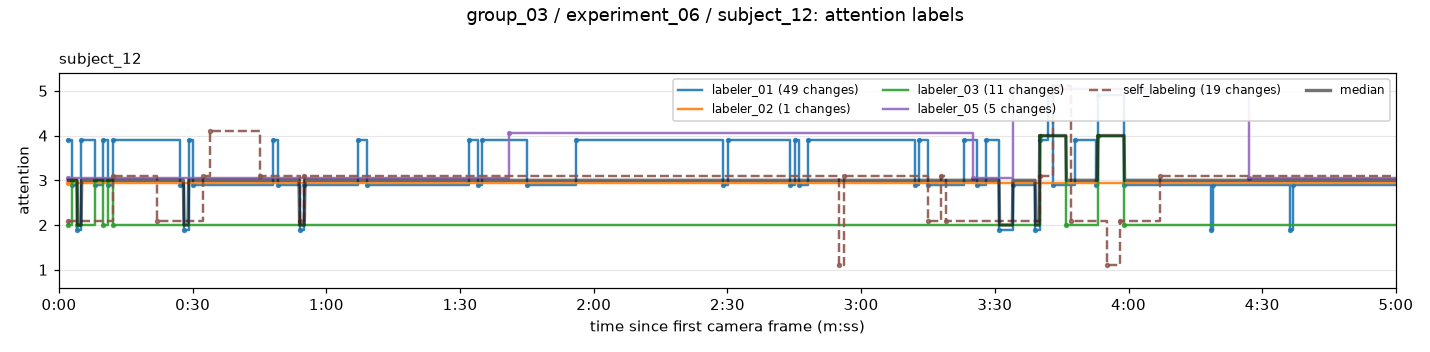 group_03 / experiment_06 / subject_12: attention labels
subject_12
labeler_01 (49 changes)
labeler_02 (1 changes)
labeler_03 (11 changes)
labeler_05 (5 changes)
self_labeling (19 changes)
median
attention
5
4
3
2
1
0:00 0:30 1:00 1:30 2:00 2:30 3:00 3:30 4:00 4:30 5:00
time since first camera frame (m:ss)